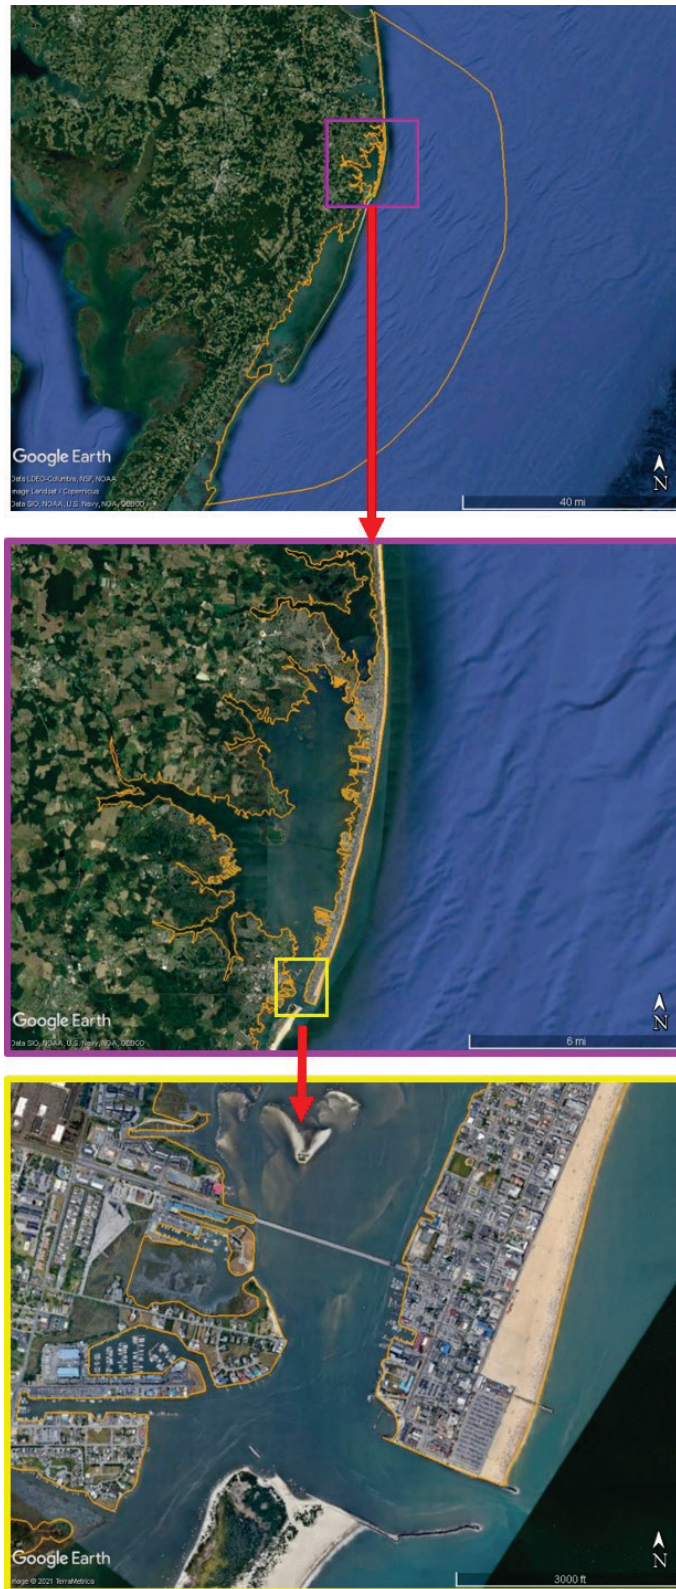 Google Earth
Data LDEO-Columbia, NSF, NOAA
Image Landsat / Copernicus
Data SIO, NOAA, U.S. Navy, NGA, GEBCO
N
40 mi
Google Earth
Data SIO, NOAA, U.S. Navy, NGA, GEBCO
N
6 mi
Google Earth
Image © 2021 TerraMetrics
N
3000 ft